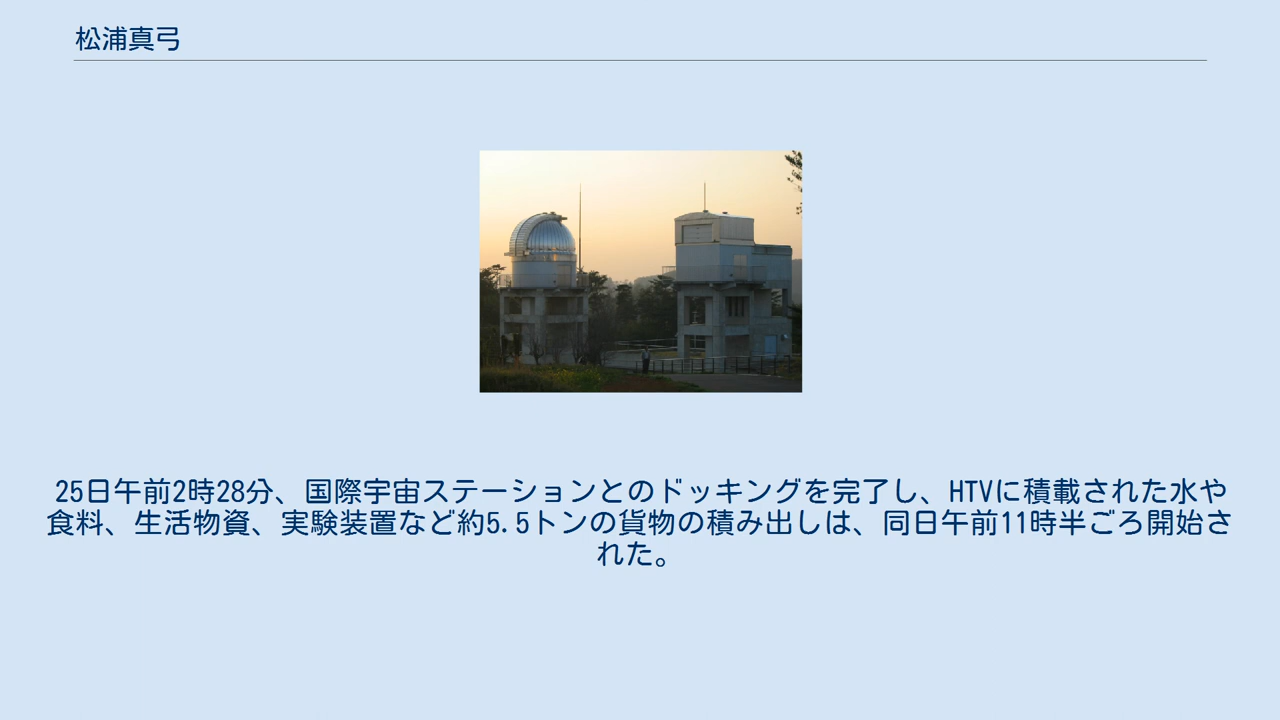 松浦真弓
25日午前2時28分、国際宇宙ステーションとのドッキングを完了し、HTVに積載された水や
食料、生活物資、実験装置など約5.5トンの貨物の積み出しは、同日午前11時半ごろ開始さ
れた。